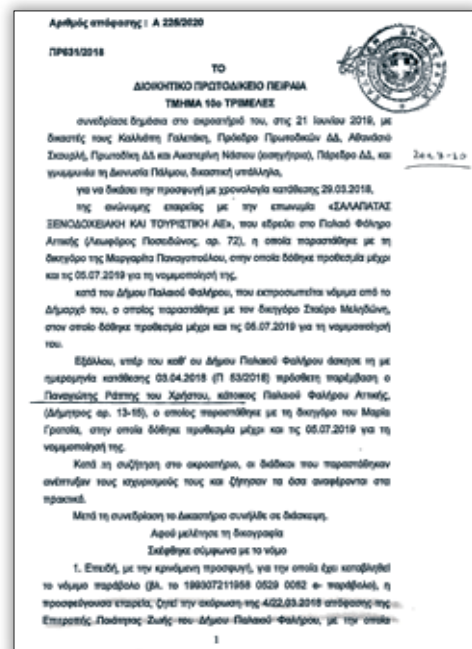 Αριθμός απόφασης : Α 226/2020
ΠΡ631/2018
ΤΟ
ΔΙΟΙΚΗΤΙΚΟ ΠΡΩΤΟΔΙΚΕΙΟ ΠΕΙΡΑΙΑ
ΤΜΗΜΑ 10ο ΤΡΙΜΕΛΕΣ
συνεδρίασε δημόσια στο ακροατήριό του, στις 21 Ιουνίου 2019, με
δικαστές τους Καλλιόπη Γαλετάκη, Πρόεδρο Πρωτοδικών ΔΔ, Αθανάσιο
Σκουρλή, Πρωτοδίκη ΔΔ και Αικατερίνη Νάσιου (εισηγήτρια), Πάρεδρο ΔΔ, και
γραμματέα τη Διονυσία Πάλμου, δικαστική υπάλληλο,
για να δικάσει την προσφυγή με χρονολογία κατάθεσης 29.03.2018,
της ανώνυμης εταιρείας με την επωνυμία «ΣΑΛΑΠΑΤΑΣ
ΞΕΝΟΔΟΧΕΙΑΚΗ ΚΑΙ ΤΟΥΡΙΣΤΙΚΗ ΑΕ», που εδρεύει στο Παλαιό Φάληρο
Αττικής (Λεωφόρος Ποσειδώνος, αρ. 72), η οποία παραστάθηκε με τη
δικηγόρο της Μαργαρίτα Παναγοπούλου, στην οποία δόθηκε προθεσμία μέχρι
και τις 05.07.2019 για τη νομιμοποίησή της,
κατά του Δήμου Παλαιού Φαλήρου, που εκπροσωπείται νόμιμα από το
Δήμαρχό του, ο οποίος παραστάθηκε με τον δικηγόρο Σταύρο Μεληδώνη,
στον οποίο δόθηκε προθεσμία μέχρι και τις 05.07.2019 για τη νομιμοποίησή
του.
Εξάλλου, υπέρ του καθ' ου Δήμου Παλαιού Φαλήρου άσκησε τη με
ημερομηνία κατάθεσης 03.04.2018 (Π 53/2018) πρόσθετη παρέμβαση ο
Παναγιώτης Ράπτης του Χρήστου, κάτοικος Παλαιού Φαλήρου Αττικής,
(Δήμητρος αρ. 13-15), ο οποίος παραστάθηκε με τη δικηγόρο του Μαρία
στην οποία δόθηκε προθεσμία μέχρι και τις 05.07.2019 για τη
νομιμοποίησή της.
Κατά τη συζήτηση στο ακροατήριο, οι διάδικοι που παραστάθηκαν
ανέπτυξαν τους ισχυρισμούς τους και ζήτησαν τα όσα αναφέρονται στα
πρακτικά.
Μετά τη συνεδρίαση το Δικαστήριο συνήλθε σε διάσκεψη.
Αφού μελέτησε τη δικογραφία
Σκέφθηκε σύμφωνα με το νόμο
1. Επειδή, με την κρινόμενη προσφυγή, για την οποία έχει καταβληθεί
το νόμιμο παράβολο (βλ. το 199307211958 0529 0052 e- παράβολο), η
προσφεύγουσα εταιρεία, ζητεί την ακύρωση της 4/22.03.2018 απόφασης της
Επιτροπής Ποιότητας Ζωής του Δήμου Παλαιού Φαλήρου, με την οποία
1